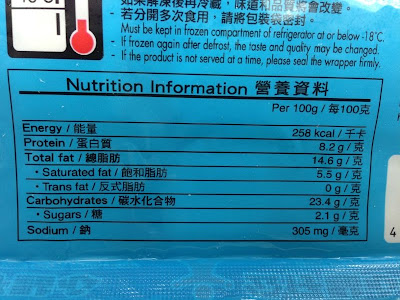 如果解凍後再冷藏，味道和品質將會改變。
- 若分開多次食用，請將包裝袋密封。
- Must be kept in frozen compartment of refrigerator at or below -18°C.
- If frozen again after defrost, the taste and quality may be changed.
- If the product is not served at a time, please seal the wrapper firmly.
Nutrition Information 營養資料
Per 100g / 每100克
Energy / 能量 258 kcal / 千卡
Protein / 蛋白質 8.2 g / 克
Total fat / 總脂肪 14.6 g / 克
- Saturated fat / 飽和脂肪 5.5 g / 克
- Trans fat / 反式脂肪 0 g / 克
Carbohydrates / 碳水化合物 23.4 g / 克
- Sugars / 糖 2.1 g / 克
Sodium / 鈉 305 mg / 毫克
4